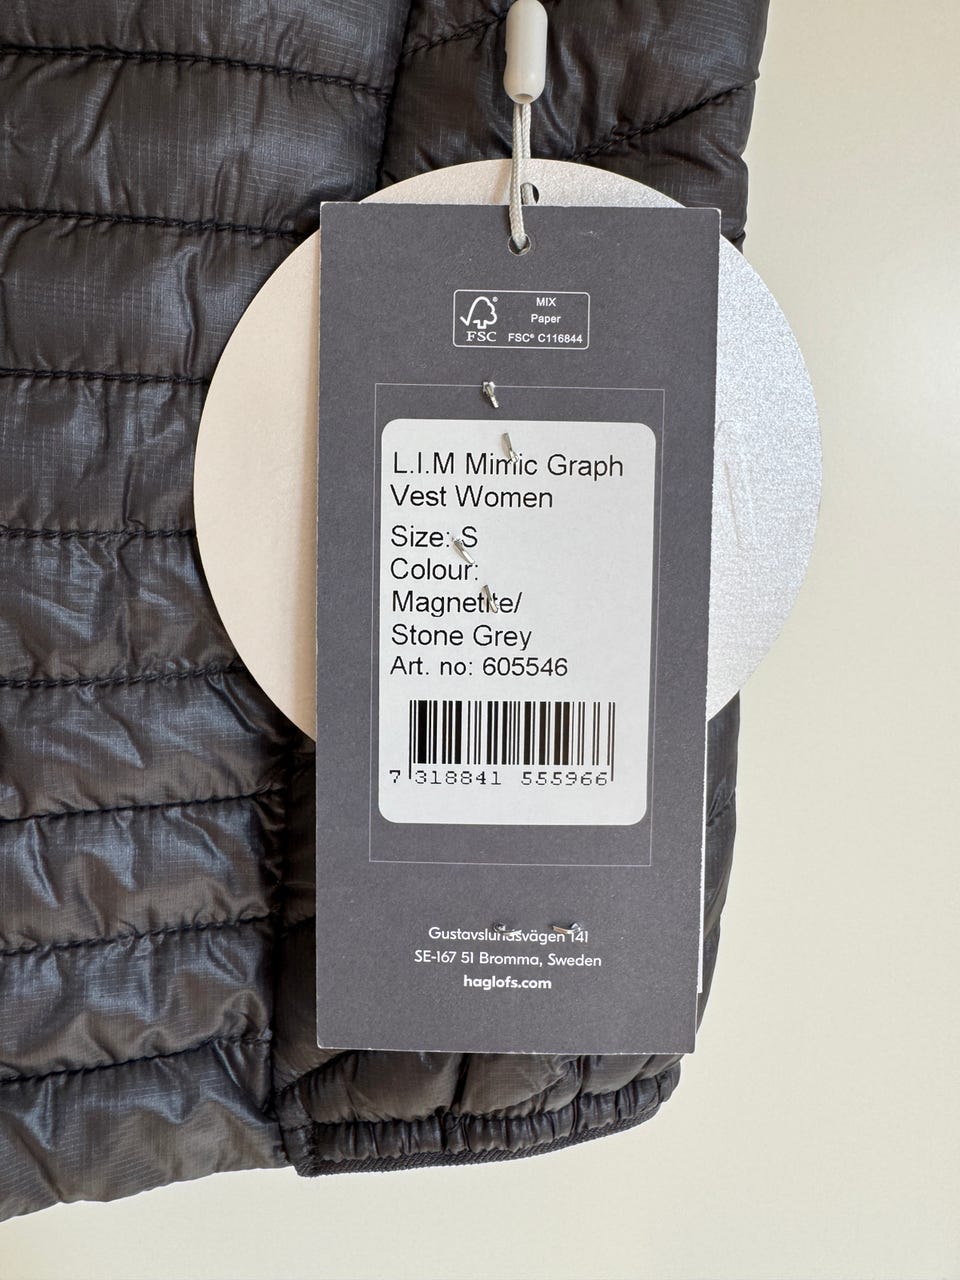 FSC®
MIX
Paper
FSC® C116844
L.I.M Mimic Graph
Vest Women
Size: S
Colour:
Magnetite/
Stone Grey
Art. no: 605546
7 318841 555966
Gustavslundsvägen 141
SE-167 51 Bromma, Sweden
haglofs.com